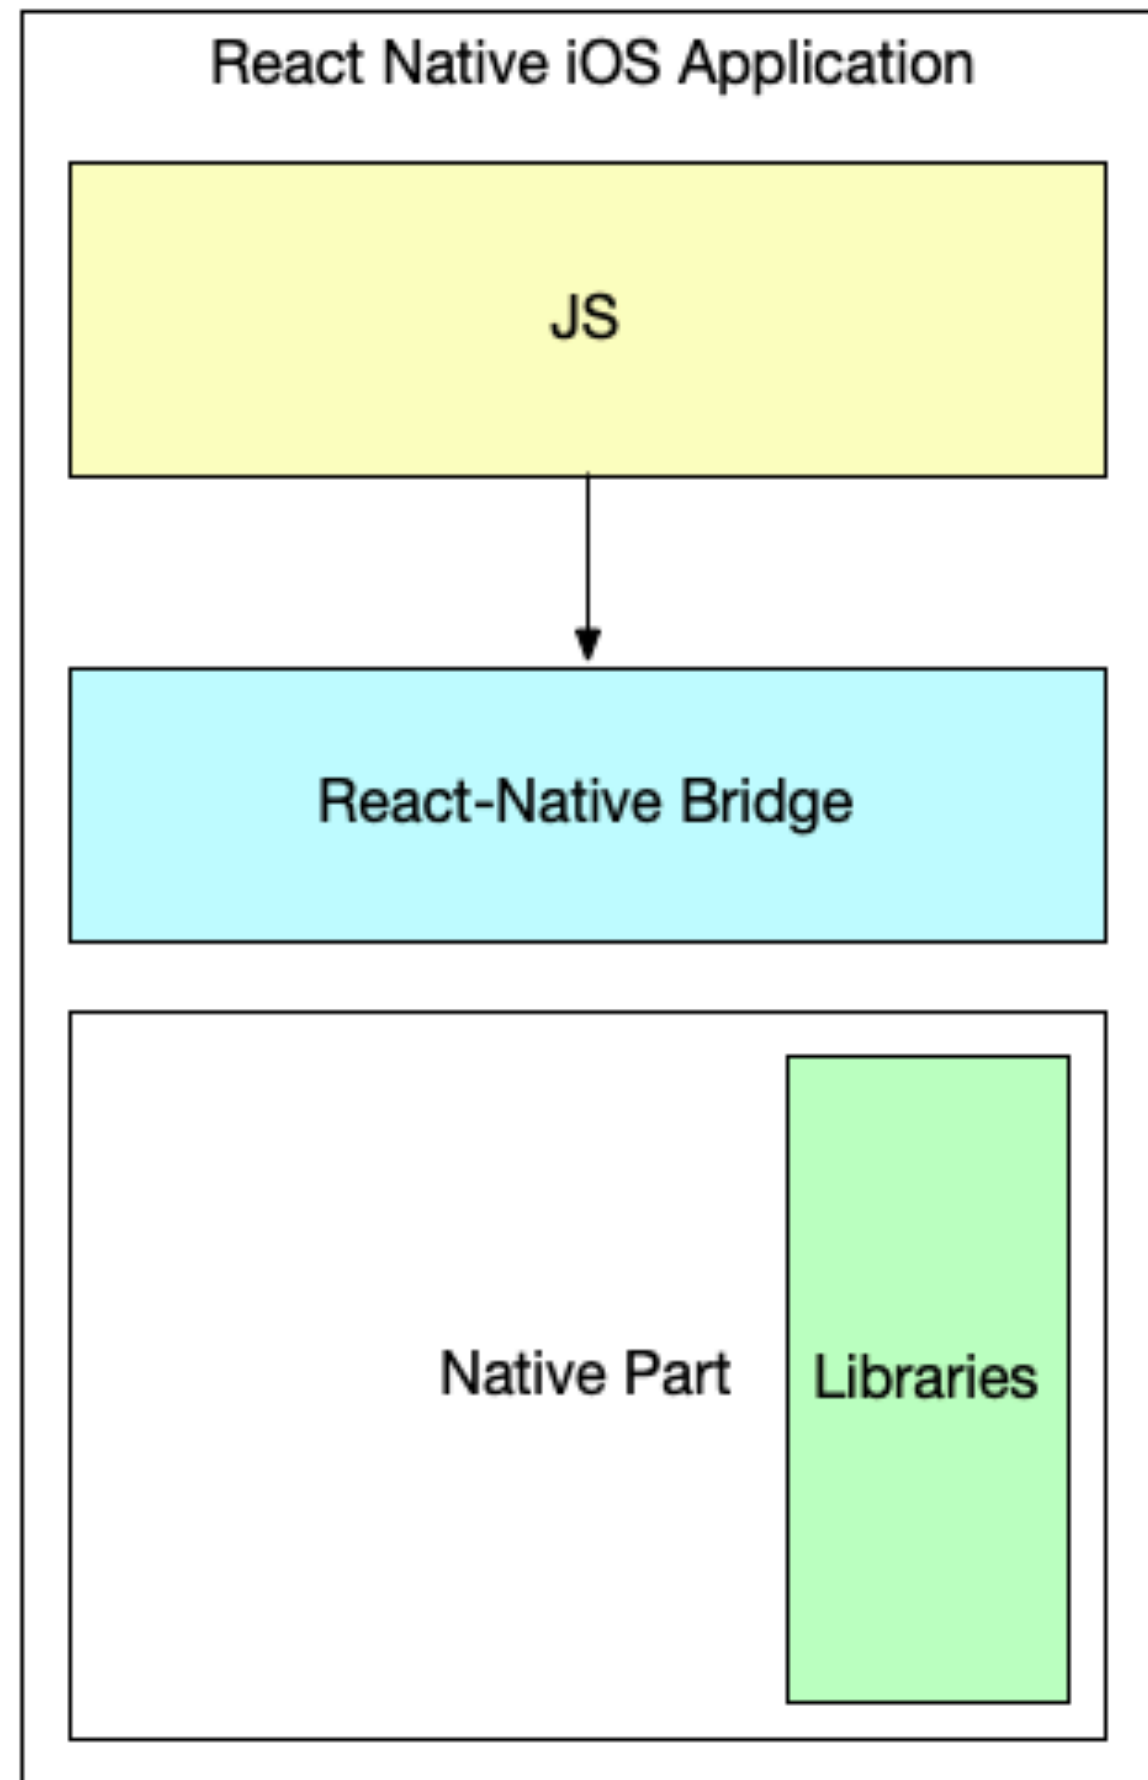 React Native iOS Application
JS
React-Native Bridge
Native Part
Libraries